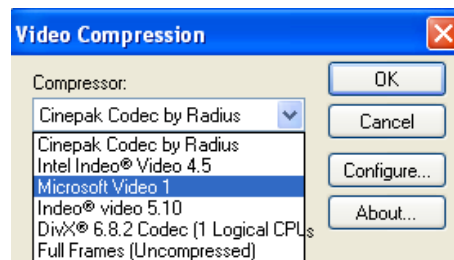 Video Compression
Compressor:
OK
Cinepak Codec by Radius
Cancel
Cinepak Codec by Radius
Intel Indeo® Video 4.5
Configure...
Microsoft Video 1
Indeo® video 5.10
About...
DivX® 6.8.2 Codec (1 Logical CPUs
Full Frames (Uncompressed)